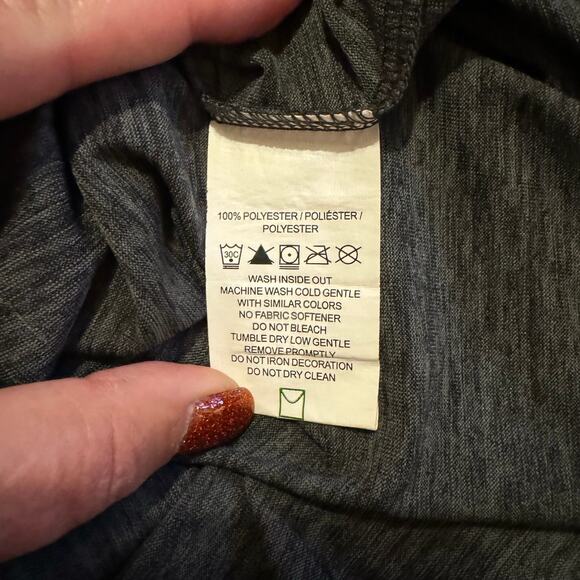 100% POLYESTER / POLIÉSTER /
POLYESTER
30C
WASH INSIDE OUT
MACHINE WASH COLD GENTLE
WITH SIMILAR COLORS
NO FABRIC SOFTENER
DO NOT BLEACH
TUMBLE DRY LOW GENTLE
REMOVE PROMPTLY
DO NOT IRON DECORATION
DO NOT DRY CLEAN